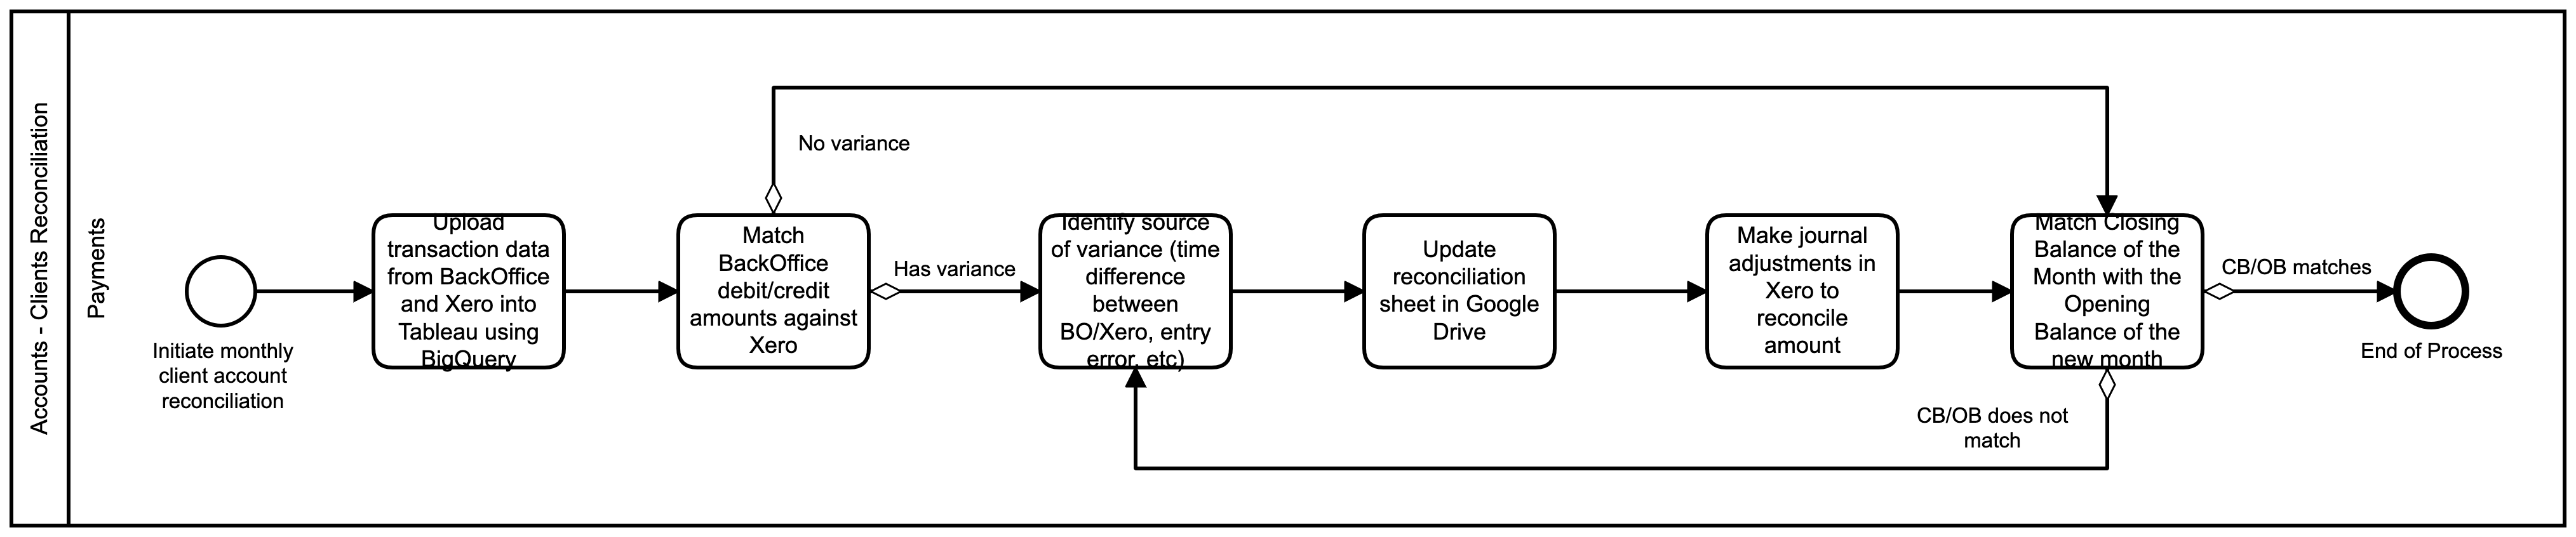 Accounts - Clients Reconciliation
Payments
Initiate monthly
client account
reconciliation
Upload
transaction data
from BackOffice
and Xero into
Tableau using
BigQuery
Match
BackOffice
debit/credit
amounts against
Xero
No variance
Has variance
Identify source
of variance (time
difference
between
BO/Xero, entry
error, etc)
Update
reconciliation
sheet in Google
Drive
Make journal
adjustments in
Xero to
reconcile
amount
Match Closing
Balance of the
Month with the
Opening
Balance of the
new month
CB/OB does not
match
CB/OB matches
End of Process